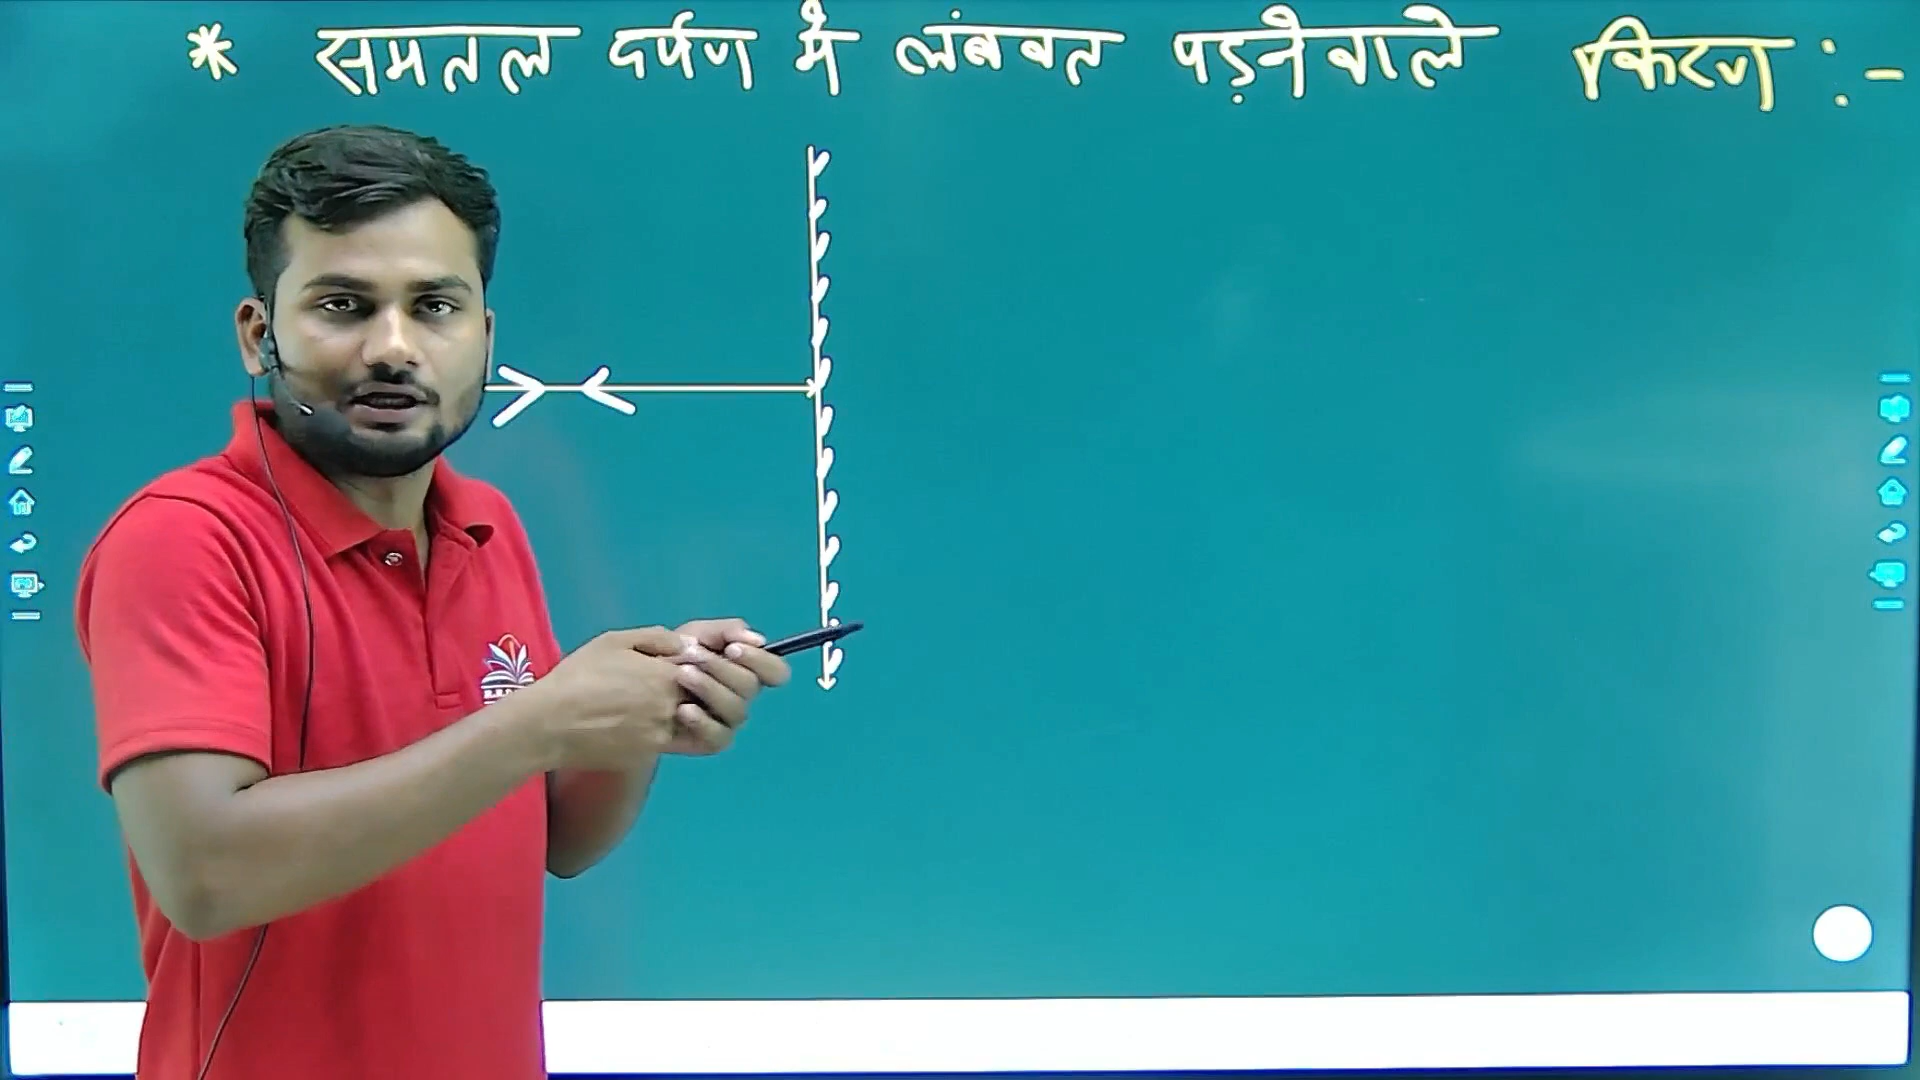 * समतल दर्पण में लंबवत पड़नेवाले किरण :-